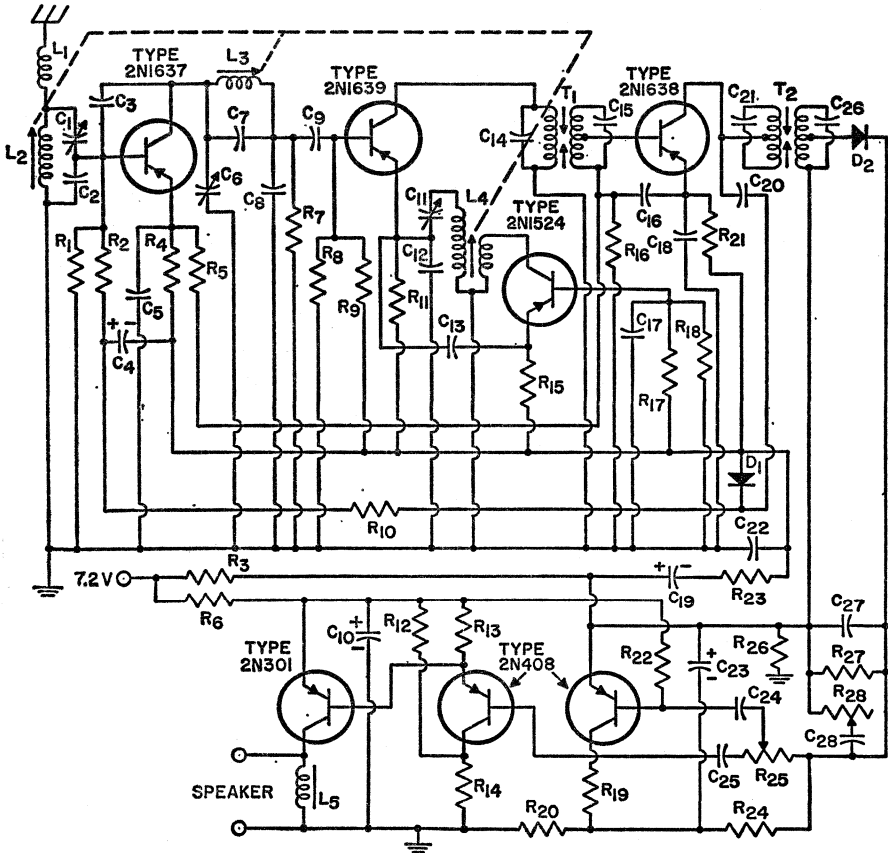 L1
TYPE
2N1637
L3
TYPE
2N1639
T1
TYPE
2N1638
T2
C3
C1
L2
C2
C7
C9
C6
C8
C14
C15
C21
C26
D2
C20
C11
L4
TYPE
2N1524
C12
C16
C18
R21
R16
R1
R2
R4
R5
C5
C4
+ -
R7
R8
R9
R11
C13
R15
C17
R18
R17
D1
R10
C22
7.2V
R3
R6
+ -
C19
R23
TYPE
2N301
C10
+
-
R12
R13
TYPE
2N408
R22
C23
+
-
R26
C27
R27
R28
C28
C24
C25
R25
SPEAKER
L5
R14
R19
R20
R24